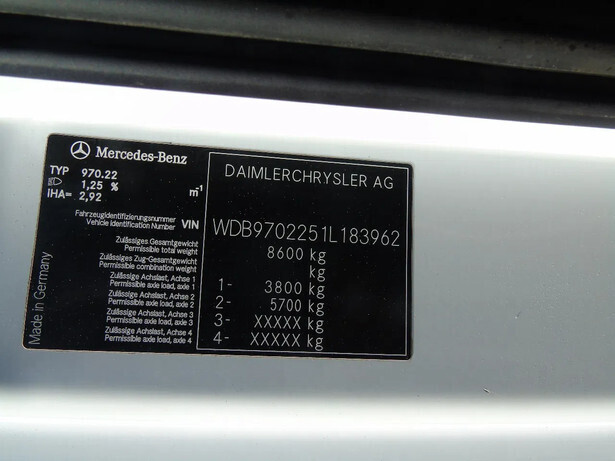 Mercedes-Benz
TYP 970.22
1,25 %
IHA= 2,92 m-1
Fahrzeugidentifizierungsnummer
Vehicle Identification Number VIN
Zulässiges Gesamtgewicht
Permissible total weight
Zulässiges Zug-Gesamtgewicht
Permissible combination weight
Zulässige Achslast, Achse 1
Permissible axle load, axle 1
Zulässige Achslast, Achse 2
Permissible axle load, axle 2
Zulässige Achslast, Achse 3
Permissible axle load, axle 3
Zulässige Achslast, Achse 4
Permissible axle load, axle 4
Made in Germany
DAIMLERCHRYSLER AG
WDB9702251L183962
8600 kg
kg
1- 3800 kg
2- 5700 kg
3- XXXXX kg
4- XXXXX kg